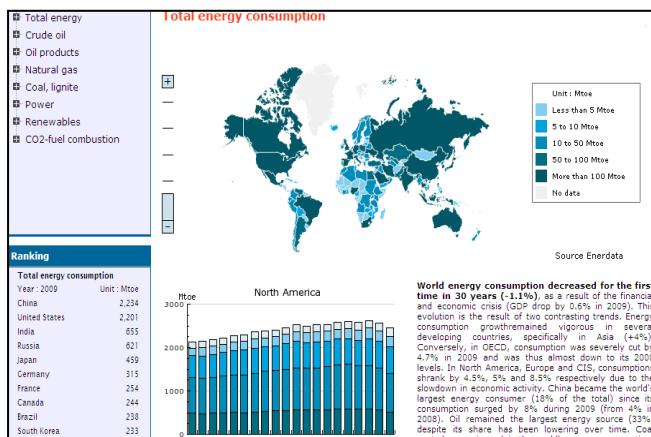 Total energy
Crude oil
Oil products
Natural gas
Coal, lignite
Power
Renewables
CO2-fuel combustion
Total energy consumption
+
−
Unit : Mtoe
Less than 5 Mtoe
5 to 10 Mtoe
10 to 50 Mtoe
50 to 100 Mtoe
More than 100 Mtoe
No data
Source Enerdata
Ranking
Total energy consumption
Year : 2009 Unit : Mtoe
China 2,234
United States 2,201
India 655
Russia 621
Japan 459
Germany 315
France 254
Canada 244
Brazil 238
South Korea 233
North America
Mtoe
3000
2000
1000
World energy consumption decreased for the first
time in 30 years (-1.1%), as a result of the financial
and economic crisis (GDP drop by 0.6% in 2009). This
evolution is the result of two contrasting trends. Energy
consumption growthremained vigorous in several
developing countries, specifically in Asia (+4%).
Conversely, in OECD, consumption was severely cut by
4.7% in 2009 and was thus almost down to its 2000
levels. In North America, Europe and CIS, consumptions
shrank by 4.5%, 5% and 8.5% respectively due to the
slowdown in economic activity. China became the world's
largest energy consumer (18% of the total) since its
consumption surged by 8% during 2009 (from 4% in
2008). Oil remained the largest energy source (33%)
despite its share has been lowering over time. Coal